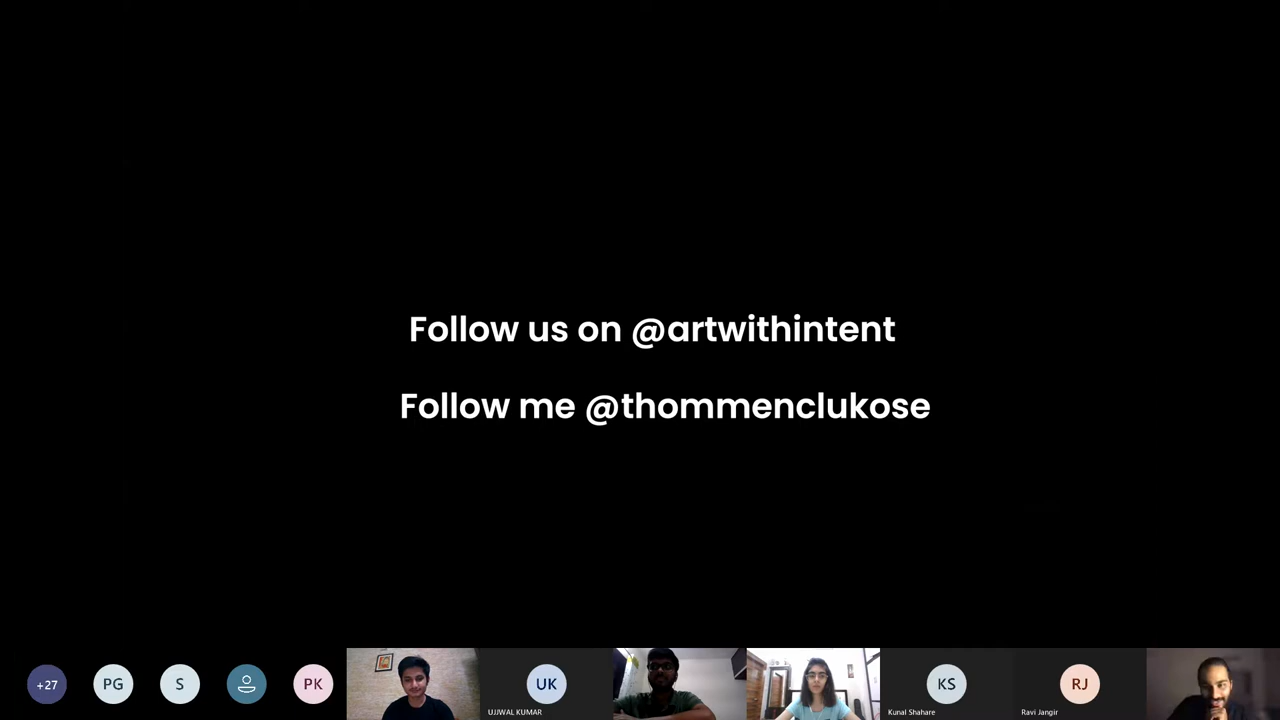 Follow us on @artwithintent
Follow me @thommenclukose
+27
PG
S
PK
UK
UJJWAL KUMAR
KS
Kunal Shahare
RJ
Ravi Jangir